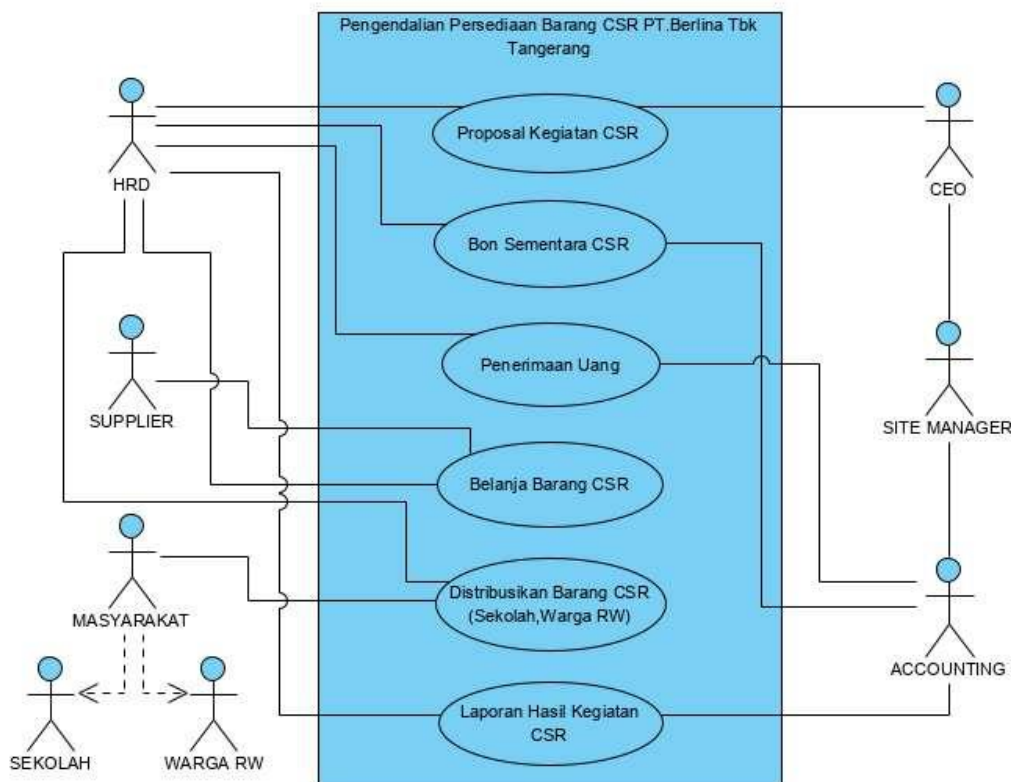 Pengendalian Persediaan Barang CSR PT.Berlina Tbk
Tangerang
HRD
Proposal Kegiatan CSR
CEO
Bon Sementara CSR
SUPPLIER
Penerimaan Uang
SITE MANAGER
Belanja Barang CSR
MASYARAKAT
Distribusikan Barang CSR
(Sekolah,Warga RW)
ACCOUNTING
SEKOLAH
WARGA RW
Laporan Hasil Kegiatan
CSR